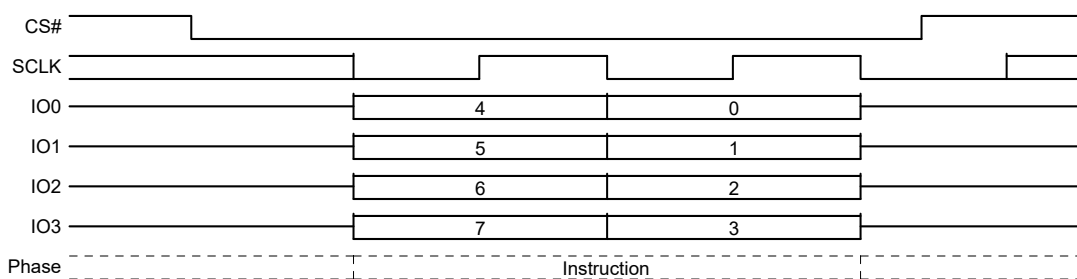 CS#
SCLK
IO0 4 0
IO1 5 1
IO2 6 2
IO3 7 3
Phase Instruction